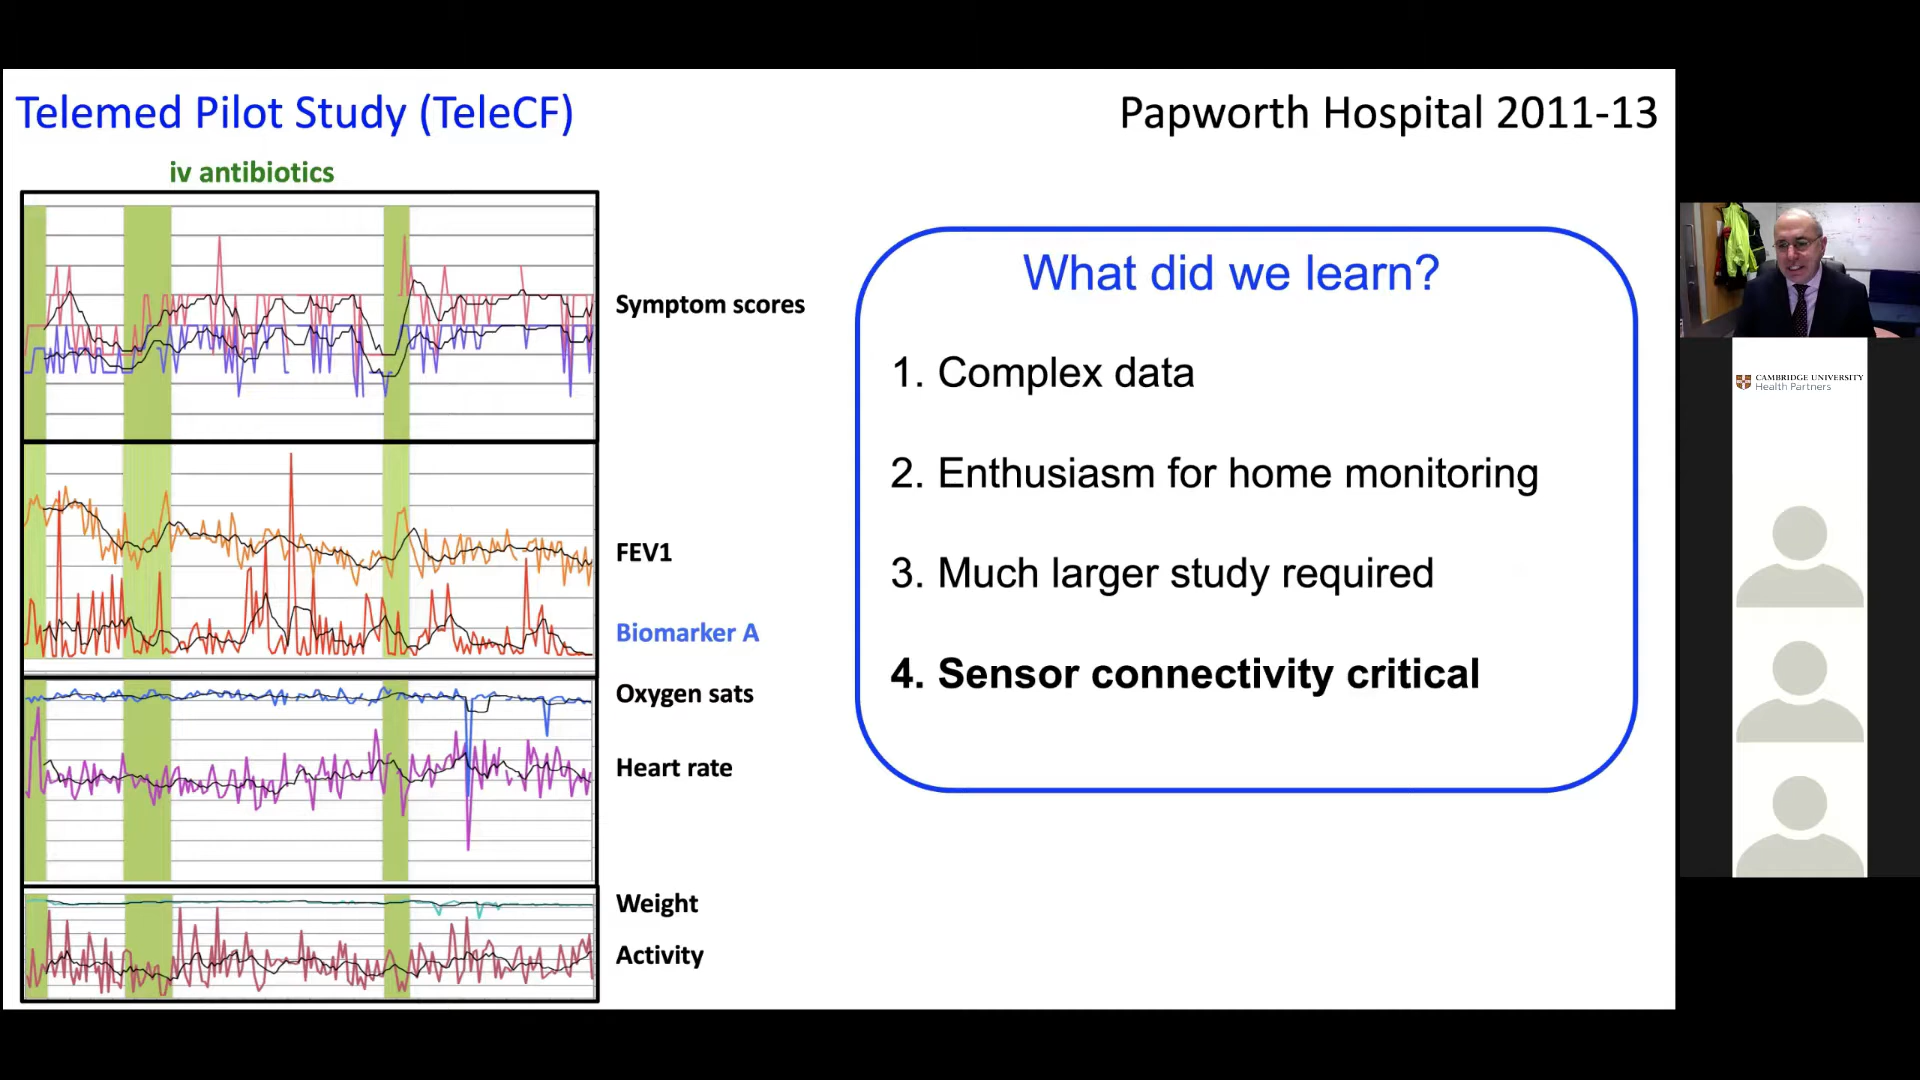 Telemed Pilot Study (TeleCF)
Papworth Hospital 2011-13
iv antibiotics
Symptom scores
FEV1
Biomarker A
Oxygen sats
Heart rate
Weight
Activity
What did we learn?
1. Complex data
2. Enthusiasm for home monitoring
3. Much larger study required
4. Sensor connectivity critical
CAMBRIDGE UNIVERSITY
Health Partners